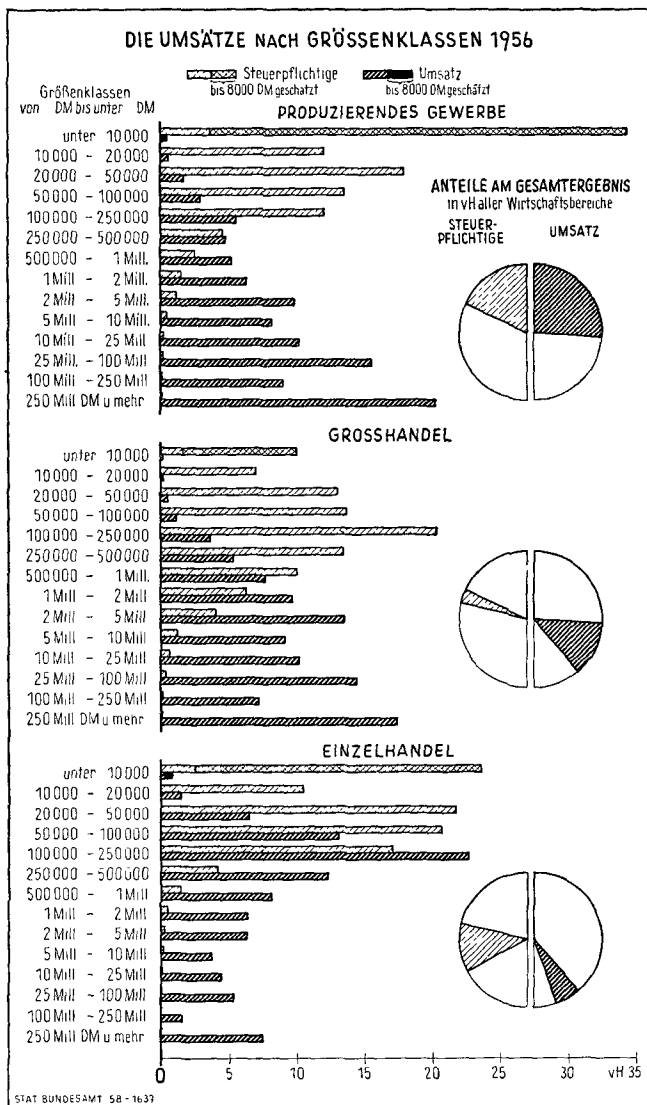 DIE UMSÄTZE NACH GRÖSSENKLASSEN 1956
Steuerpflichtige Umsatz
bis 8000 DM geschätzt bis 8000 DM geschätzt
Größenklassen
von DM bis unter DM
PRODUZIERENDES GEWERBE
unter 10000
10000 - 20000
20000 - 50000
50000 - 100000
100000 - 250000
250000 - 500000
500000 - 1 Mill.
1 Mill - 2 Mill.
2 Mill - 5 Mill.
5 Mill - 10 Mill.
10 Mill - 25 Mill
25 Mill. - 100 Mill
100 Mill - 250 Mill
250 Mill DM u mehr
ANTEILE AM GESAMTERGEBNIS
in vH aller Wirtschaftsbereiche
STEUER-
PFLICHTIGE
UMSATZ
GROSSHANDEL
unter 10000
10000 - 20000
20000 - 50000
50000 - 100000
100000 - 250000
250000 - 500000
500000 - 1 Mill.
1 Mill - 2 Mill
2 Mill - 5 Mill
5 Mill - 10 Mill
10 Mill - 25 Mill
25 Mill - 100 Mill
100 Mill - 250 Mill
250 Mill DM u mehr
EINZELHANDEL
unter 10000
10000 - 20000
20000 - 50000
50000 - 100000
100000 - 250000
250000 - 500000
500000 - 1 Mill
1 Mill - 2 Mill
2 Mill - 5 Mill
5 Mill - 10 Mill
10 Mill - 25 Mill
25 Mill - 100 Mill
100 Mill - 250 Mill
250 Mill DM u mehr
0 5 10 15 20 25 30 vH 35
STAT BUNDESAMT 58 - 1637